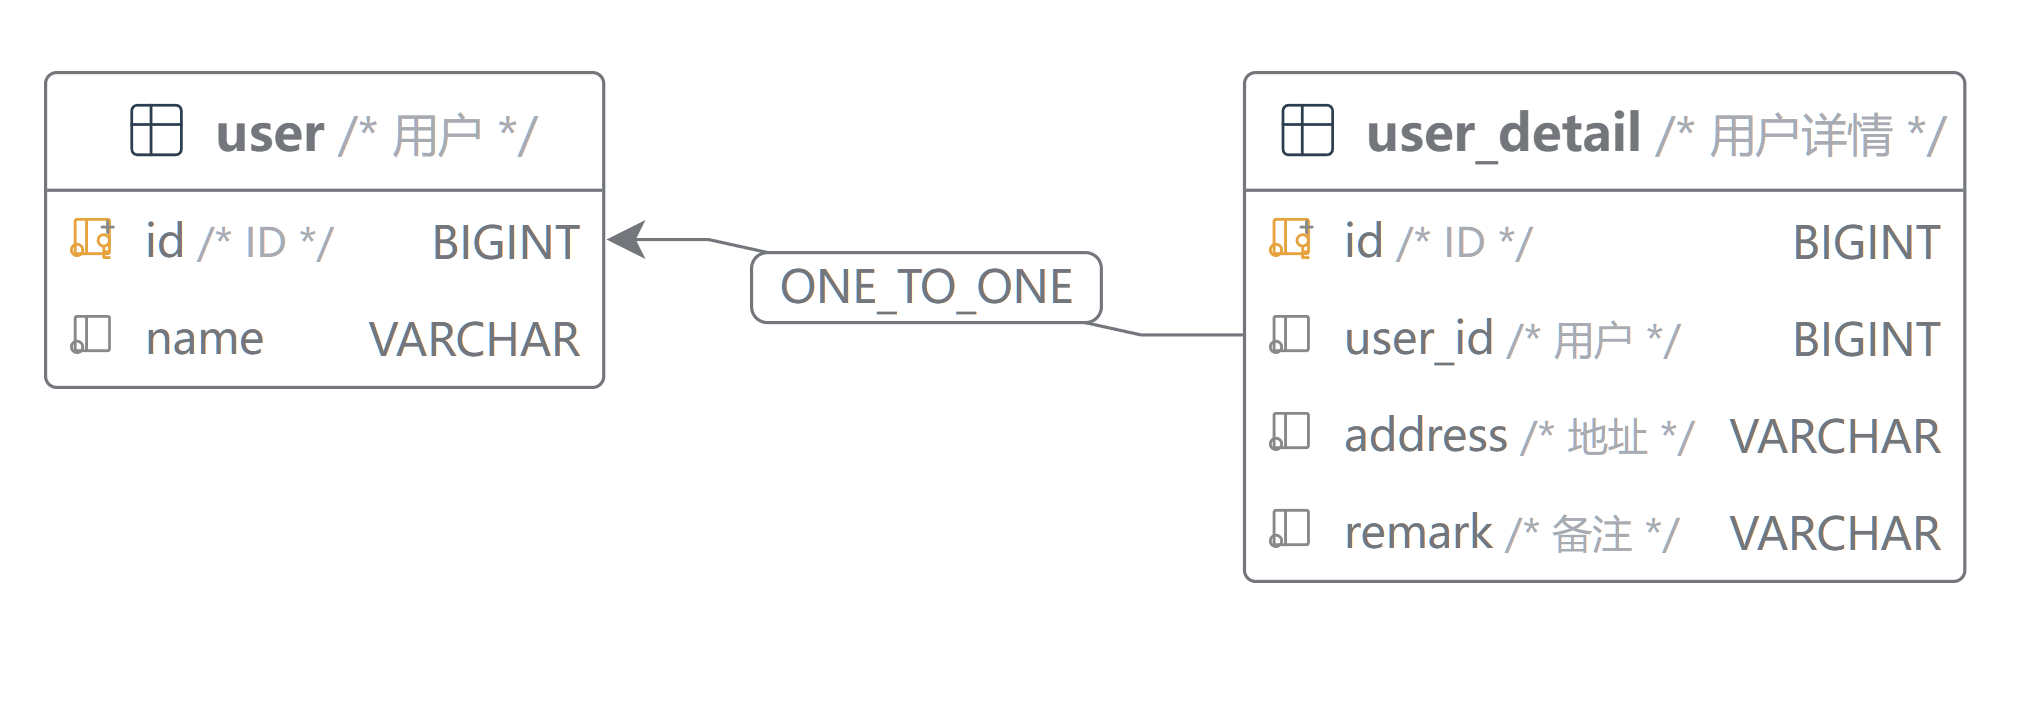 user /* 用户 */
id /* ID */ BIGINT
name VARCHAR
ONE_TO_ONE
user_detail /* 用户详情 */
id /* ID */ BIGINT
user_id /* 用户 */ BIGINT
address /* 地址 */ VARCHAR
remark /* 备注 */ VARCHAR